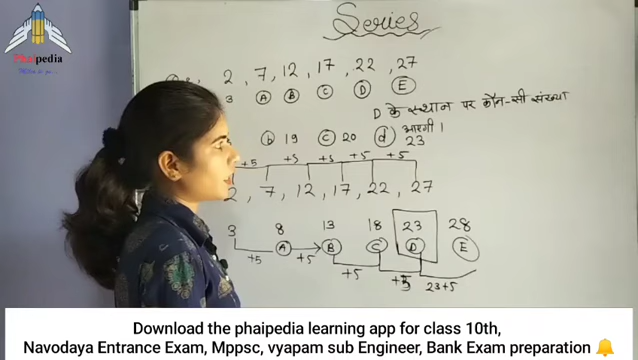 Series
Phaipedia
2, 7, 12, 17, 22, 27
3 A B C D E
D के स्थान पर कौन-सी संख्या
आएगी।
b 19 c 20 d 23
+5 +5 +5 +5 +5
2, 7, 12, 17, 22, 27
3 8 13 18 23 28
A B C D E
+5 +5 +5 +5 23+5
Download the phaipedia learning app for class 10th,
Navodaya Entrance Exam, Mppsc, vyapam sub Engineer, Bank Exam preparation 🔔